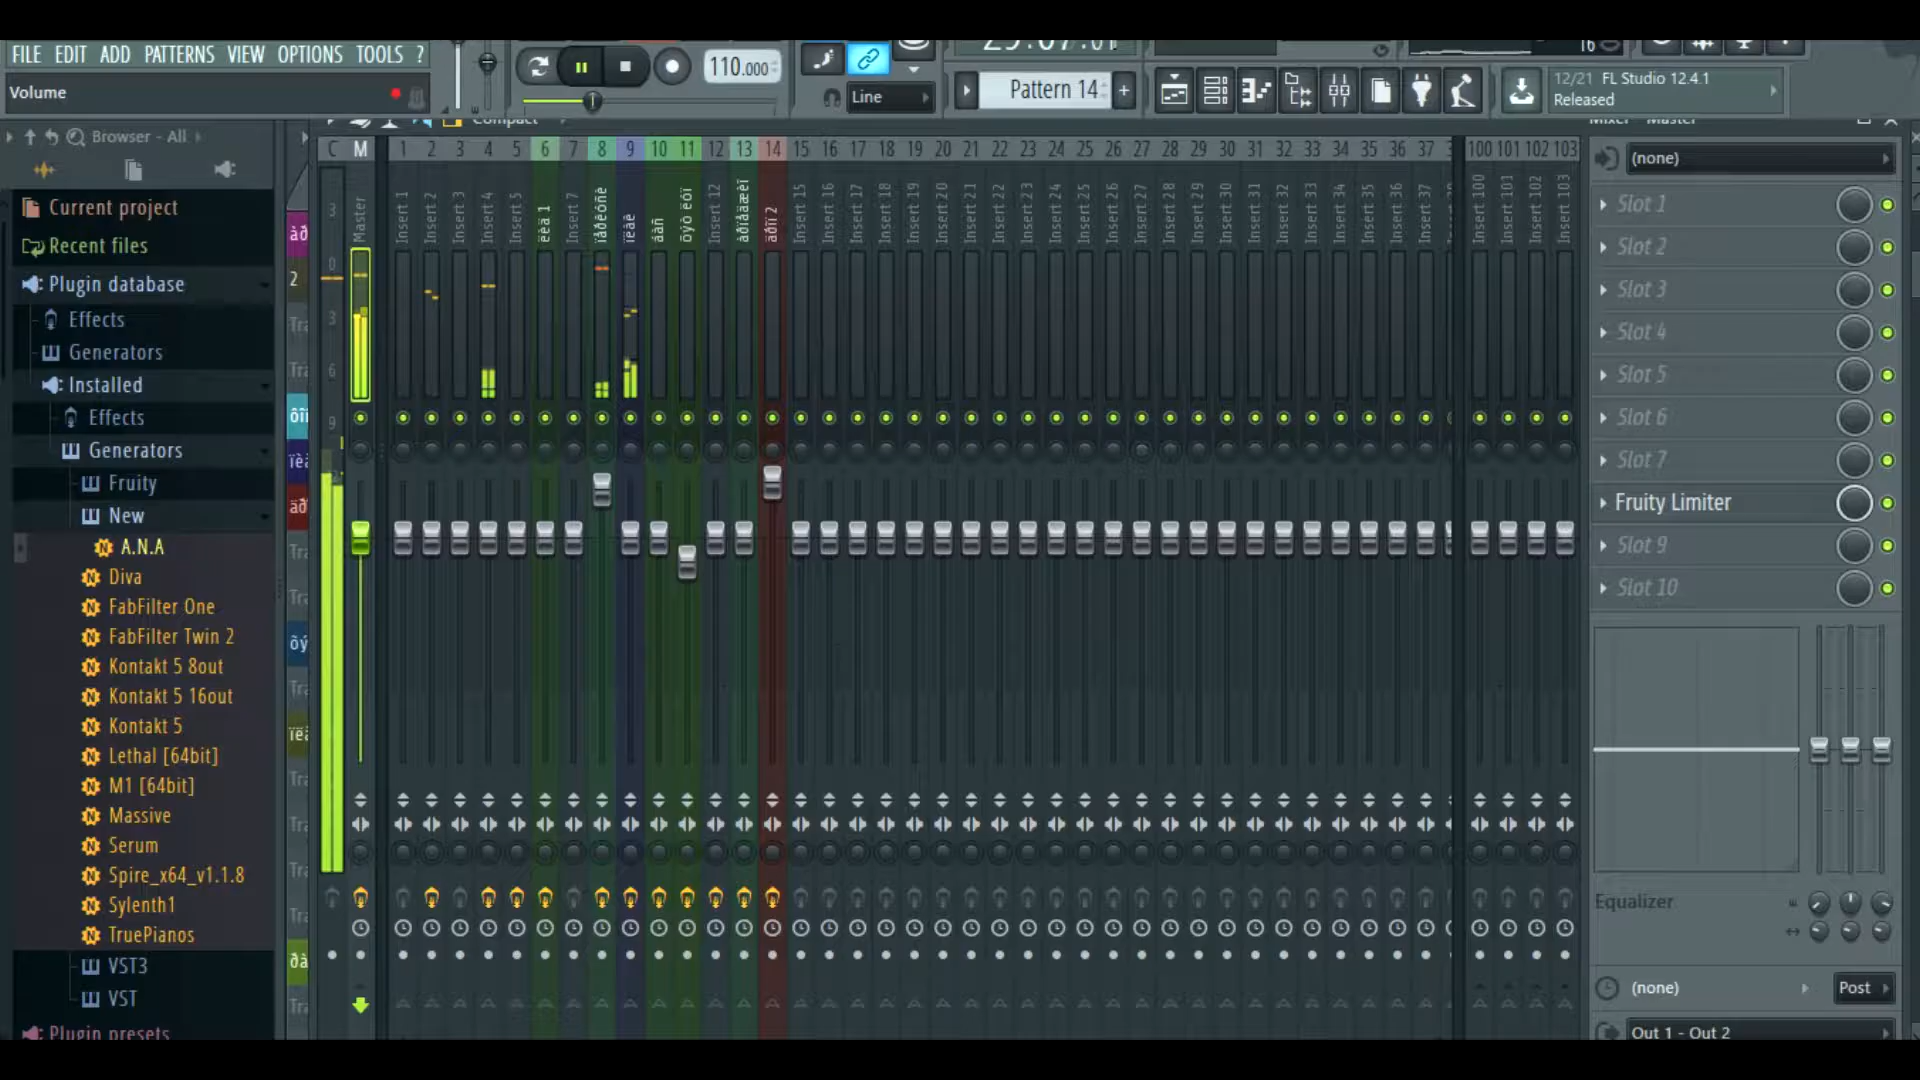 FILE EDIT ADD PATTERNS VIEW OPTIONS TOOLS ?
110.000
Line
Pattern 14
+
16
12/21 FL Studio 12.4.1
Released
Volume
Compact
Browser - All
Current project
Recent files
Plugin database
Effects
Generators
Installed
Effects
Generators
Fruity
New
A.N.A
Diva
FabFilter One
FabFilter Twin 2
Kontakt 5 8out
Kontakt 5 16out
Kontakt 5
Lethal [64bit]
M1 [64bit]
Massive
Serum
Spire_x64_v1.1.8
Sylenth1
TruePianos
VST3
VST
Plugin presets
C M 1 2 3 4 5 6 7 8 9 10 11 12 13 14 15 16 17 18 19 20 21 22 23 24 25 26 27 28 29 30 31 32 33 34 35 36 37 100 101 102 103
Master
Insert 1
Insert 2
Insert 3
Insert 4
Insert 5
Insert 7
Insert 12
Insert 15
Insert 16
Insert 17
Insert 18
Insert 19
Insert 20
Insert 21
Insert 22
Insert 23
Insert 24
Insert 25
Insert 26
Insert 27
Insert 28
Insert 29
Insert 30
Insert 31
Insert 32
Insert 33
Insert 34
Insert 35
Insert 36
Insert 37
Insert 100
Insert 101
Insert 102
Insert 103
3
0
3
6
9
Mixer - Master
(none)
Slot 1
Slot 2
Slot 3
Slot 4
Slot 5
Slot 6
Slot 7
Fruity Limiter
Slot 9
Slot 10
Equalizer
(none)
Post
Out 1 - Out 2